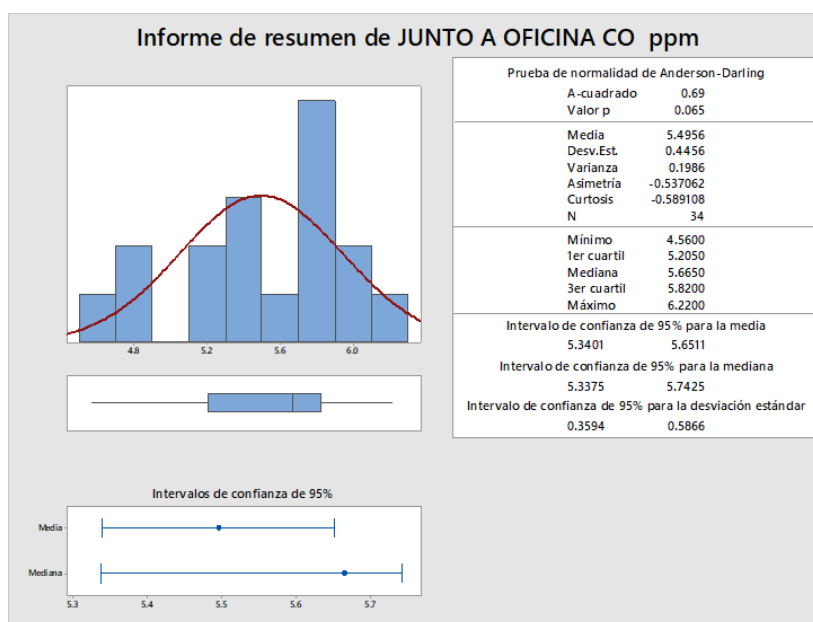 Informe de resumen de JUNTO A OFICINA CO ppm
Prueba de normalidad de Anderson-Darling
A-cuadrado 0.69
Valor p 0.065
Media 5.4956
Desv.Est. 0.4456
Varianza 0.1986
Asimetría -0.537062
Curtosis -0.589108
N 34
Mínimo 4.5600
1er cuartil 5.2050
Mediana 5.6650
3er cuartil 5.8200
Máximo 6.2200
Intervalo de confianza de 95% para la media
5.3401 5.6511
Intervalo de confianza de 95% para la mediana
5.3375 5.7425
Intervalo de confianza de 95% para la desviación estándar
0.3594 0.5866
4.8 5.2 5.6 6.0
Intervalos de confianza de 95%
Media
Mediana
5.3 5.4 5.5 5.6 5.7